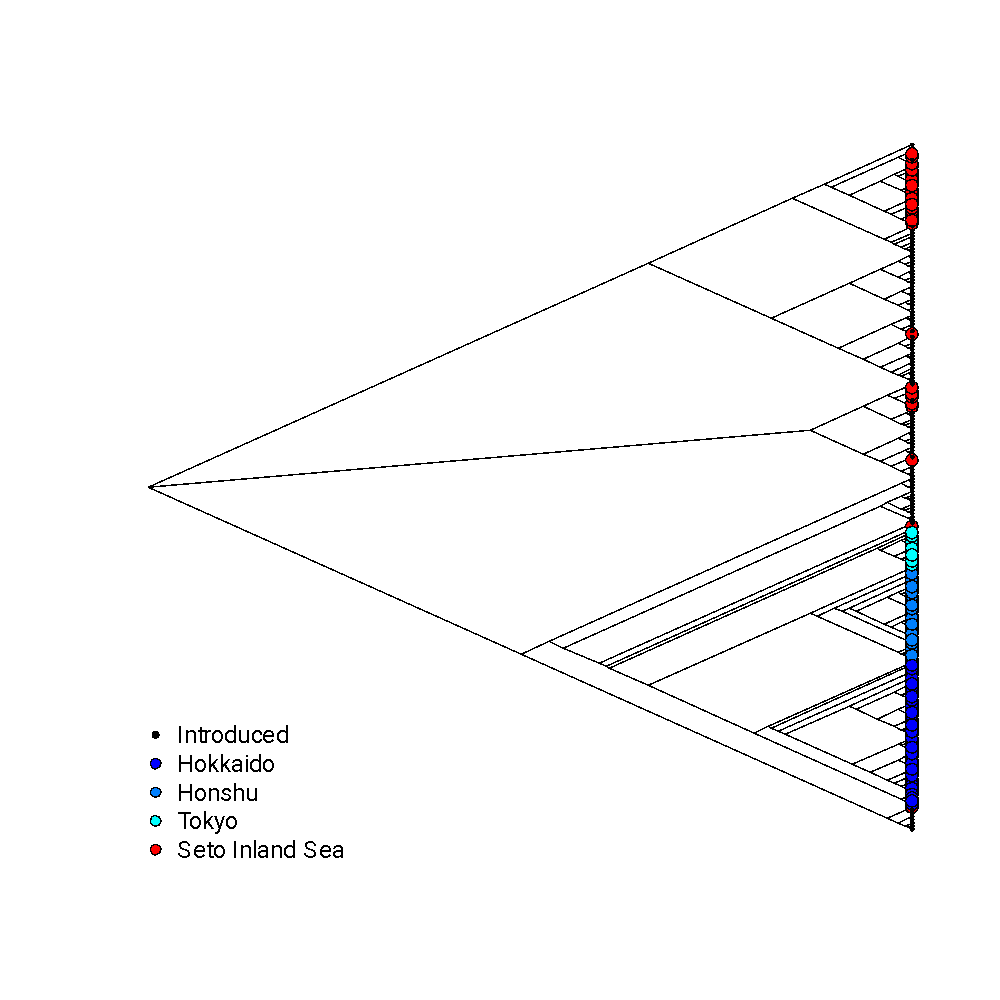 Introduced
Hokkaido
Honshu
Tokyo
Seto Inland Sea